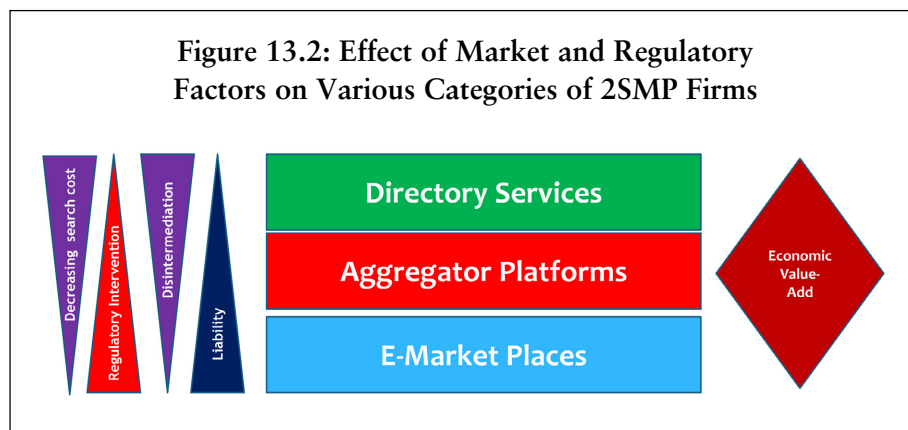 Figure 13.2: Effect of Market and Regulatory
Factors on Various Categories of 2SMP Firms
Decreasing search cost
Regulatory Intervention
Disintermediation
Liability
Directory Services
Aggregator Platforms
E-Market Places
Economic
Value-
Add